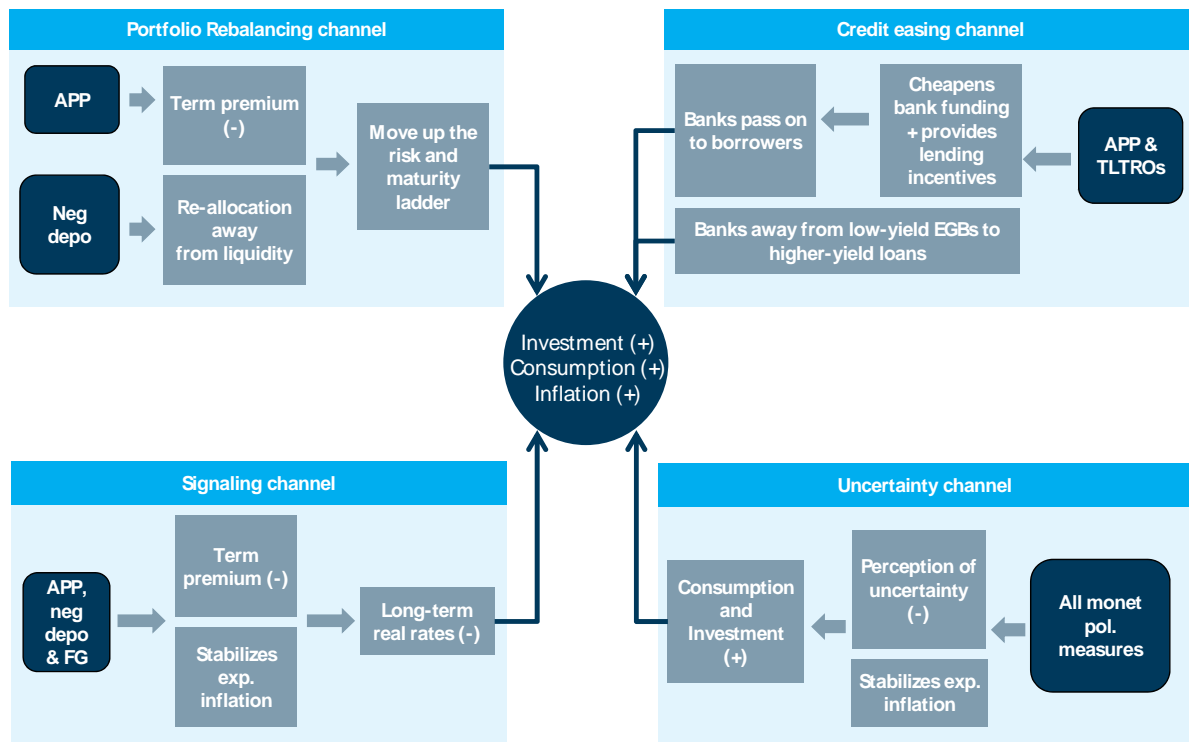 Portfolio Rebalancing channel
APP
Term premium
(-)
Neg
depo
Re-allocation
away
from liquidity
Move up the
risk and
maturity
ladder
Credit easing channel
Banks pass on
to borrowers
Cheapens
bank funding
+ provides
lending
incentives
APP &
TLTROs
Banks away from low-yield EGBs to
higher-yield loans
Investment (+)
Consumption (+)
Inflation (+)
Signaling channel
APP,
neg
depo
& FG
Term
premium (-)
Stabilizes
exp.
inflation
Long-term
real rates (-)
Uncertainty channel
Consumption
and
Investment
(+)
Perception of
uncertainty
(-)
Stabilizes exp.
inflation
All monet
pol.
measures